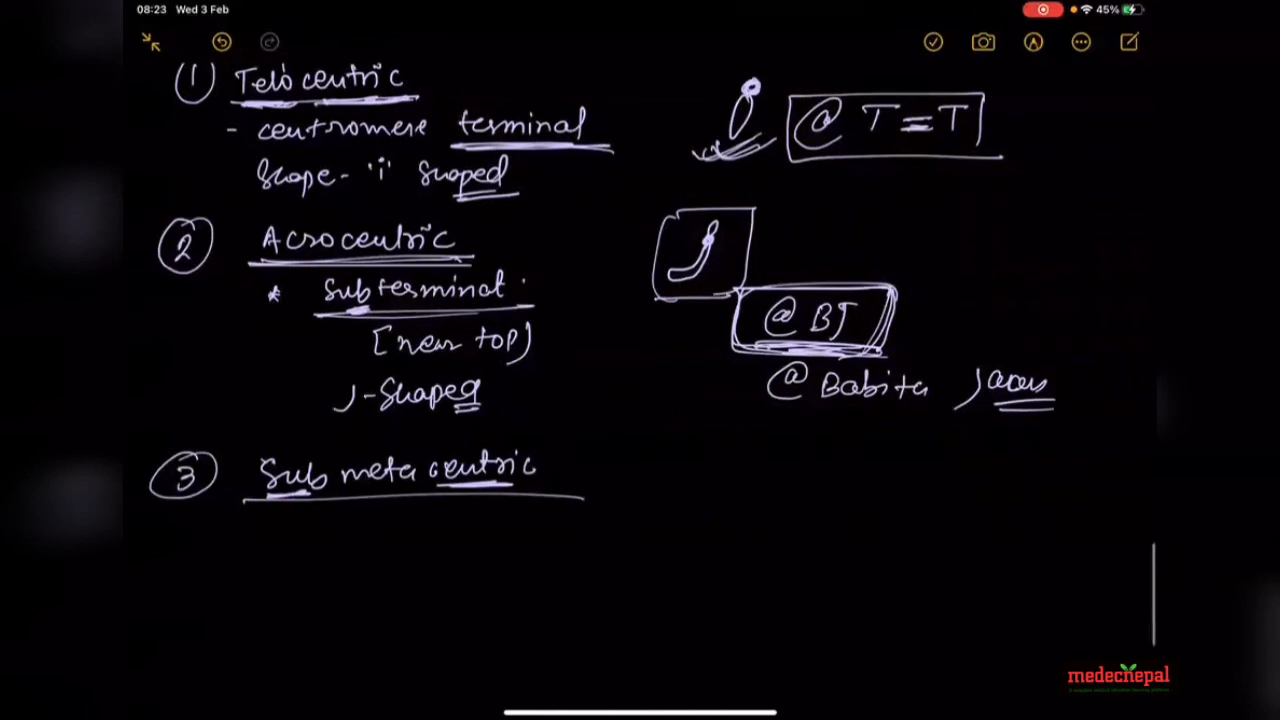 08:23 Wed 3 Feb
45%
① Telocentric
- centromere terminal
@ T = T
Shape - 'i' shaped
② Acrocentric
* Subterminal
@ BJ
[near top]
J-Shaped
@ Babita
③ Sub metacentric
medecnepal